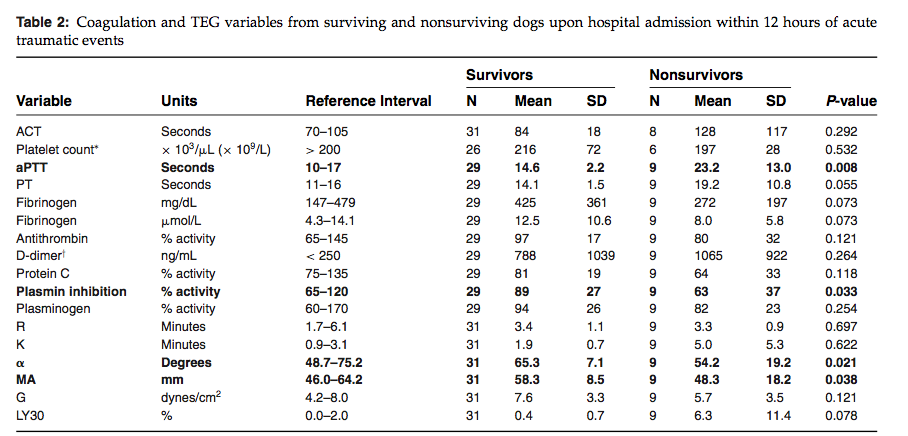 Table 2: Coagulation and TEG variables from surviving and nonsurviving dogs upon hospital admission within 12 hours of acute
traumatic events
Survivors Nonsurvivors
Variable Units Reference Interval N Mean SD N Mean SD P-value
ACT Seconds 70–105 31 84 18 8 128 117 0.292
Platelet count* × 10³/μL (× 10⁹/L) > 200 26 216 72 6 197 28 0.532
aPTT Seconds 10–17 29 14.6 2.2 9 23.2 13.0 0.008
PT Seconds 11–16 29 14.1 1.5 9 19.2 10.8 0.055
Fibrinogen mg/dL 147–479 29 425 361 9 272 197 0.073
Fibrinogen μmol/L 4.3–14.1 29 12.5 10.6 9 8.0 5.8 0.073
Antithrombin % activity 65–145 29 97 17 9 80 32 0.121
D-dimer† ng/mL < 250 29 788 1039 9 1065 922 0.264
Protein C % activity 75–135 29 81 19 9 64 33 0.118
Plasmin inhibition % activity 65–120 29 89 27 9 63 37 0.033
Plasminogen % activity 60–170 29 94 26 9 82 23 0.254
R Minutes 1.7–6.1 31 3.4 1.1 9 3.3 0.9 0.697
K Minutes 0.9–3.1 31 1.9 0.7 9 5.0 5.3 0.622
α Degrees 48.7–75.2 31 65.3 7.1 9 54.2 19.2 0.021
MA mm 46.0–64.2 31 58.3 8.5 9 48.3 18.2 0.038
G dynes/cm² 4.2–8.0 31 7.6 3.3 9 5.7 3.5 0.121
LY30 % 0.0–2.0 31 0.4 0.7 9 6.3 11.4 0.078